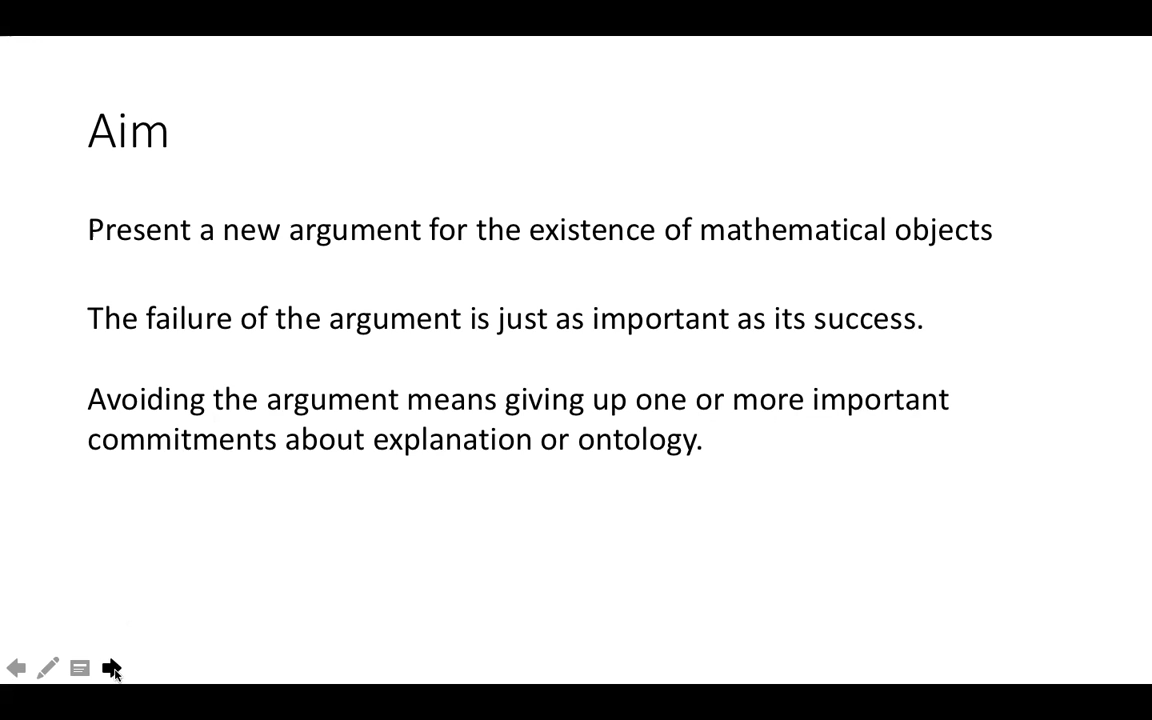 Aim
Present a new argument for the existence of mathematical objects
The failure of the argument is just as important as its success.
Avoiding the argument means giving up one or more important
commitments about explanation or ontology.